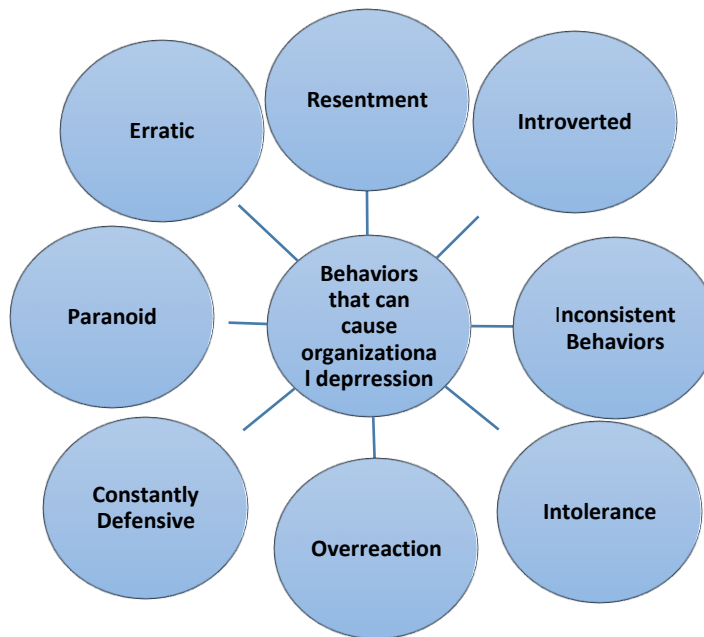 Resentment
Erratic
Introverted
Behaviors
that can
cause
organizationa
l deprression
Paranoid
Inconsistent
Behaviors
Constantly
Defensive
Intolerance
Overreaction